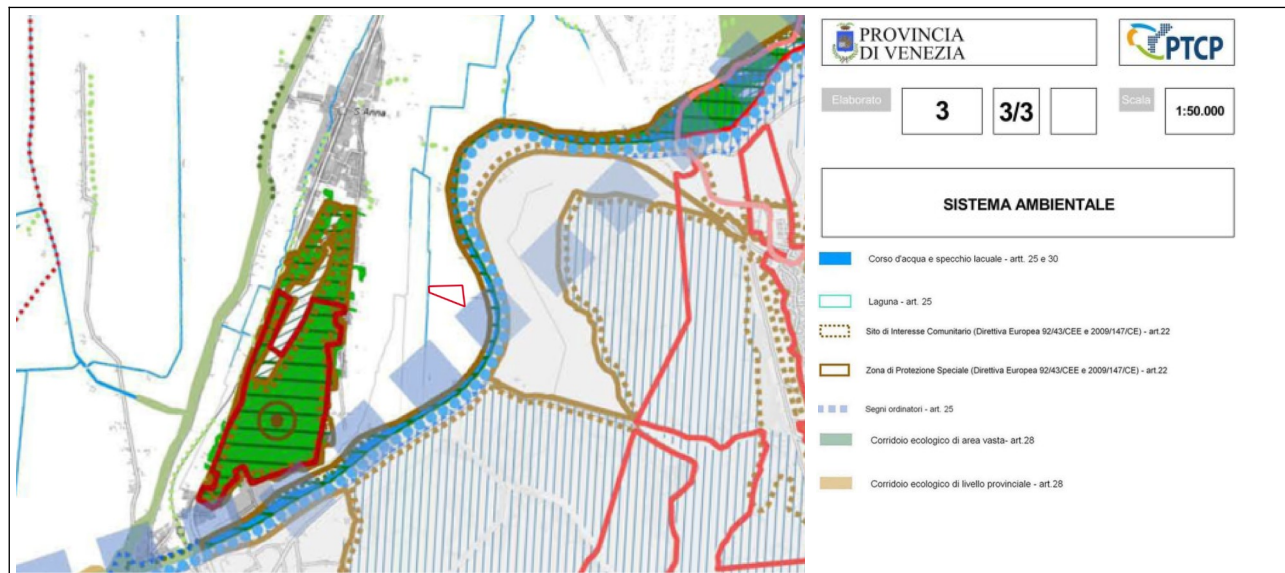 S. Anna
PROVINCIA
DI VENEZIA
PTCP
Elaborato
3
3/3
Scala
1:50.000
SISTEMA AMBIENTALE
Corso d'acqua e specchio lacuale - artt. 25 e 30
Laguna - art. 25
Sito di Interesse Comunitario (Direttiva Europea 92/43/CEE e 2009/147/CE) - art.22
Zona di Protezione Speciale (Direttiva Europea 92/43/CEE e 2009/147/CE) - art.22
Segni ordinatori - art. 25
Corridoio ecologico di area vasta- art.28
Corridoio ecologico di livello provinciale - art.28